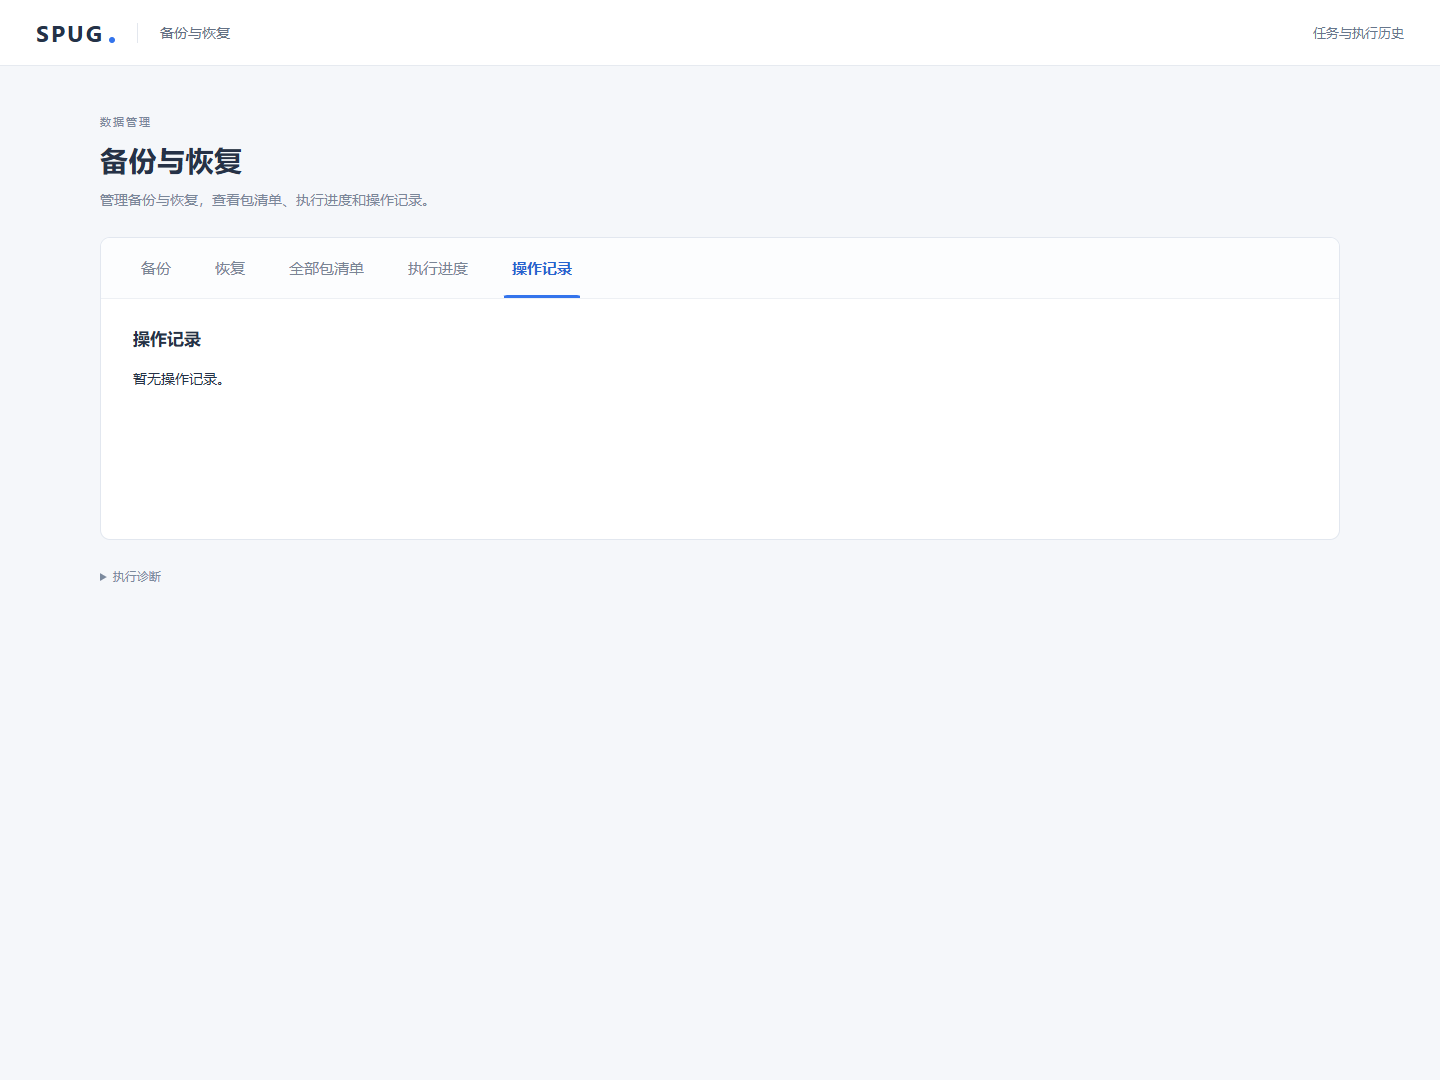 SPUG.
备份与恢复
任务与执行历史
数据管理
备份与恢复
管理备份与恢复，查看包清单、执行进度和操作记录。
备份
恢复
全部包清单
执行进度
操作记录
操作记录
暂无操作记录。
执行诊断